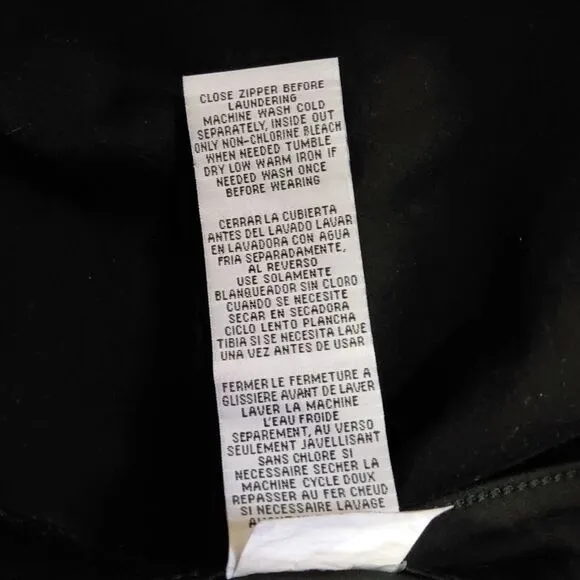 CLOSE ZIPPER BEFORE
LAUNDERING
MACHINE WASH COLD
SEPARATELY, INSIDE OUT
ONLY NON-CHLORINE BLEACH
WHEN NEEDED TUMBLE
DRY LOW WARM IRON IF
NEEDED WASH ONCE
BEFORE WEARING
CERRAR LA CUBIERTA
ANTES DEL LAVADO LAVAR
EN LAVADORA CON AGUA
FRIA SEPARADAMENTE,
AL REVERSO
USE SOLAMENTE
BLANQUEADOR SIN CLORO
CUANDO SE NECESITE
SECAR EN SECADORA
CICLO LENTO PLANCHA
TIBIA SI SE NECESITA LAVE
UNA VEZ ANTES DE USAR
FERMER LE FERMETURE A
GLISSIERE AVANT DE LAVER
LAVER LA MACHINE
L'EAU FROIDE
SEPAREMENT, AU VERSO
SEULEMENT JAVELLISANT
SANS CHLORE SI
NECESSAIRE SECHER LA
MACHINE CYCLE DOUX
REPASSER AU FER CHEUD
SI NECESSAIRE LAVAGE